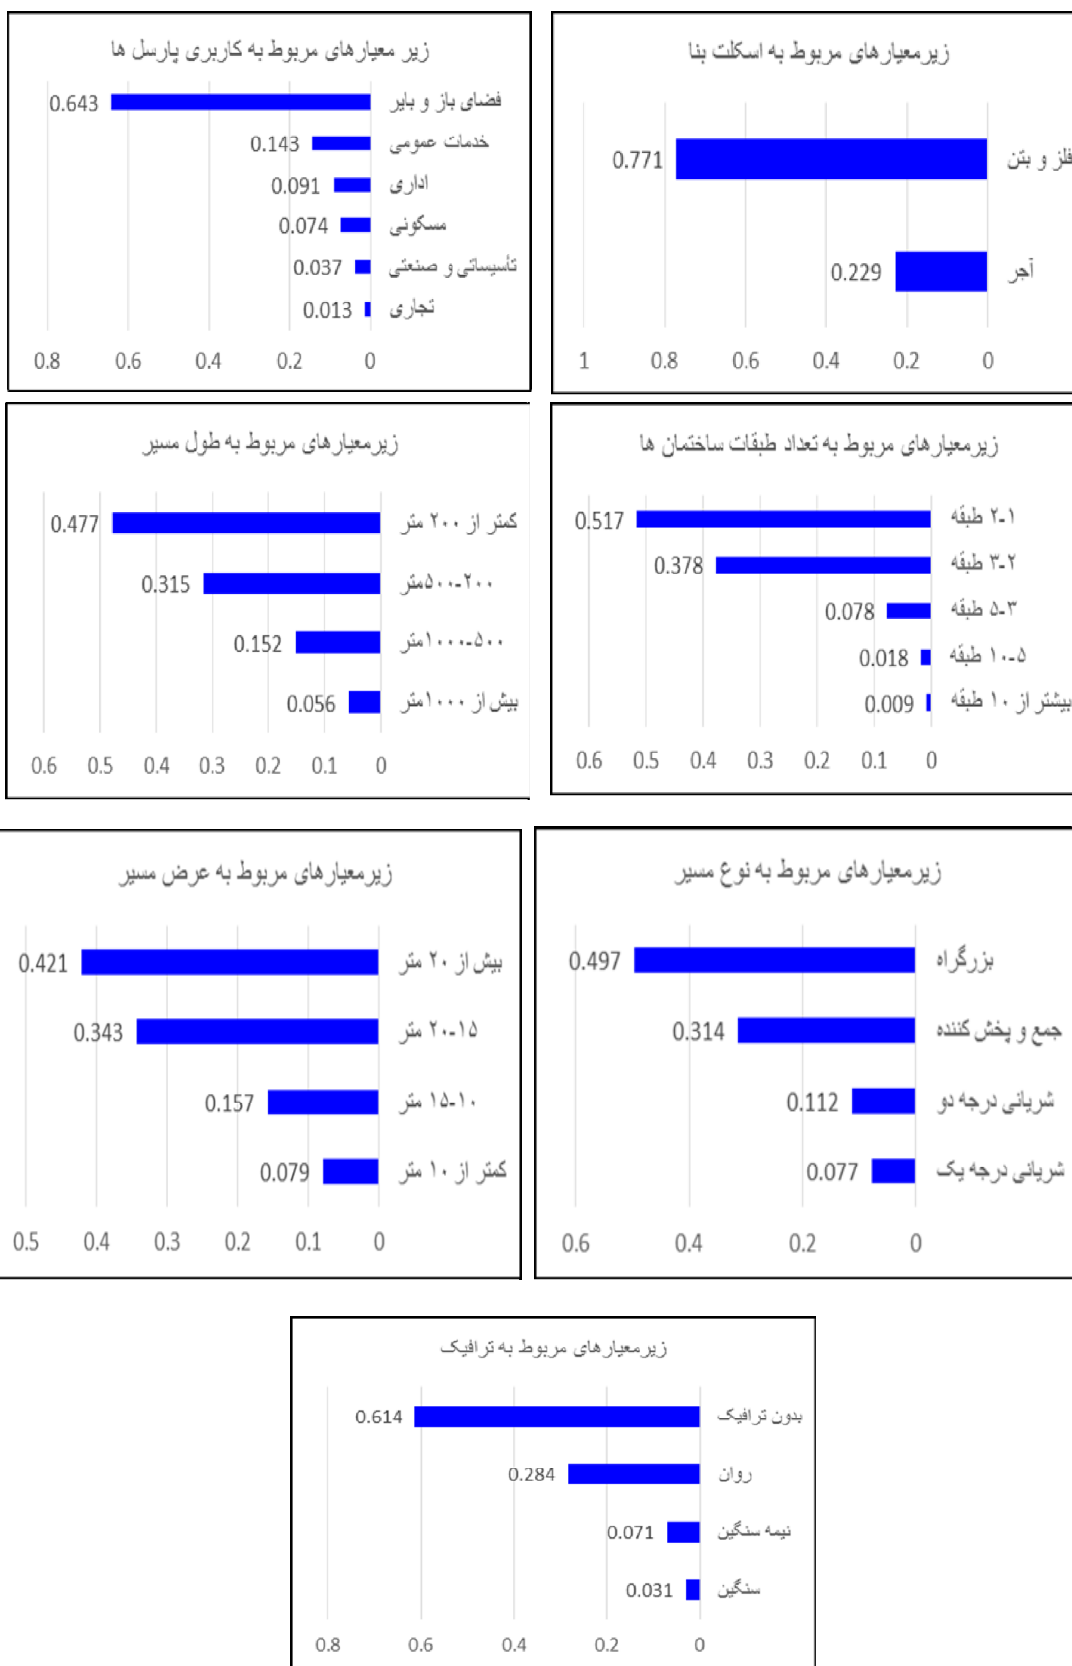 زیرمعیارهای مربوط به اسکلت بنا
فلز و بتن
0.771
آجر
0.229
1 0.8 0.6 0.4 0.2 0
زیر معیارهای مربوط به کاربری پارسل ها
فضای باز و بایر
0.643
خدمات عمومی
0.143
اداری
0.091
مسکونی
0.074
تأسیساتی و صنعتی
0.037
تجاری
0.013
0.8 0.6 0.4 0.2 0
زیرمعیارهای مربوط به تعداد طبقات ساختمان ها
۲-۱ طبقه
0.517
۳-۲ طبقه
0.378
۵-۳ طبقه
0.078
۱۰-۵ طبقه
0.018
بیشتر از ۱۰ طبقه
0.009
0.6 0.5 0.4 0.3 0.2 0.1 0
زیرمعیارهای مربوط به طول مسیر
کمتر از ۲۰۰ متر
0.477
۵۰۰-۲۰۰متر
0.315
۱۰۰۰-۵۰۰متر
0.152
بیش از ۱۰۰۰متر
0.056
0.6 0.5 0.4 0.3 0.2 0.1 0
زیرمعیارهای مربوط به نوع مسیر
بزرگراه
0.497
جمع و پخش کننده
0.314
شریانی درجه دو
0.112
شریانی درجه یک
0.077
0.6 0.4 0.2 0
زیرمعیارهای مربوط به عرض مسیر
بیش از ۲۰ متر
0.421
۲۰-۱۵ متر
0.343
۱۵-۱۰ متر
0.157
کمتر از ۱۰ متر
0.079
0.5 0.4 0.3 0.2 0.1 0
زیرمعیارهای مربوط به ترافیک
بدون ترافیک
0.614
روان
0.284
نیمه سنگین
0.071
سنگین
0.031
0.8 0.6 0.4 0.2 0